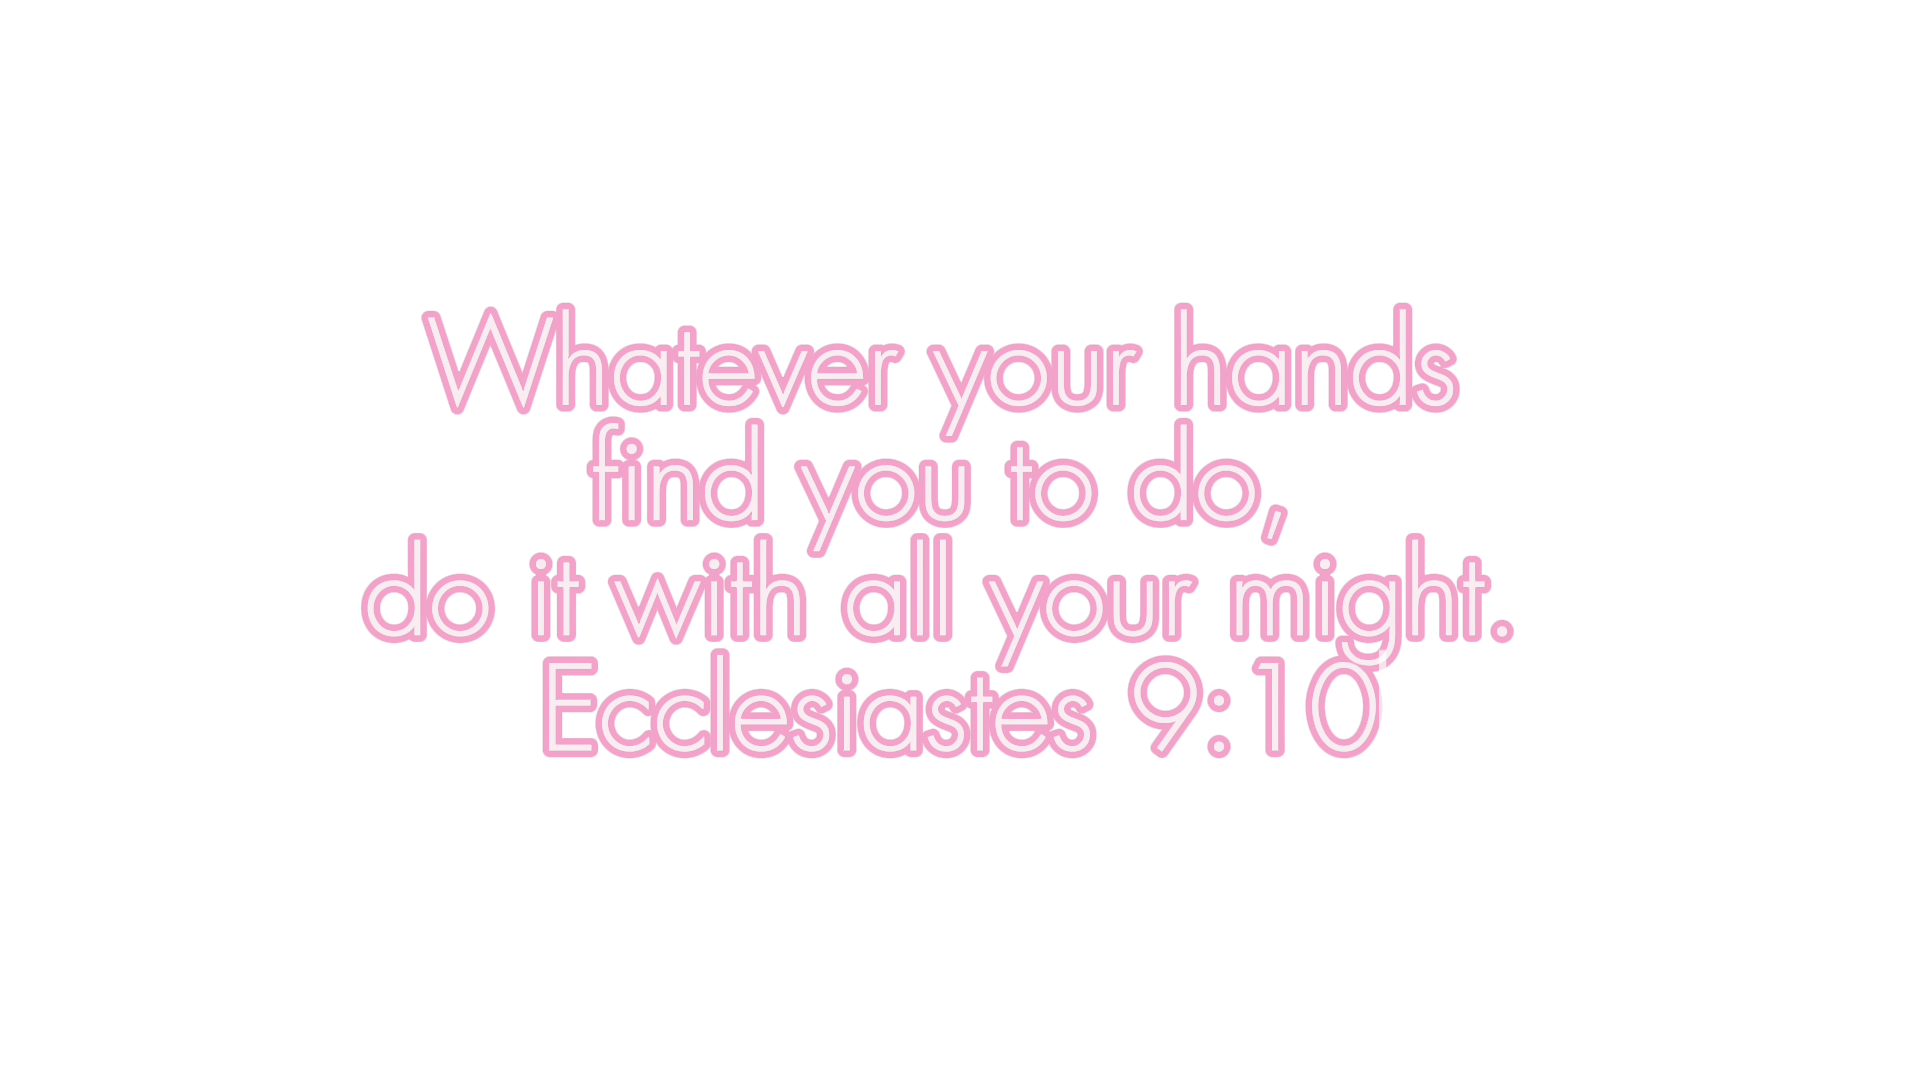 Whatever your hands
find you to do,
do it with all your might.
Ecclesiastes 9:10